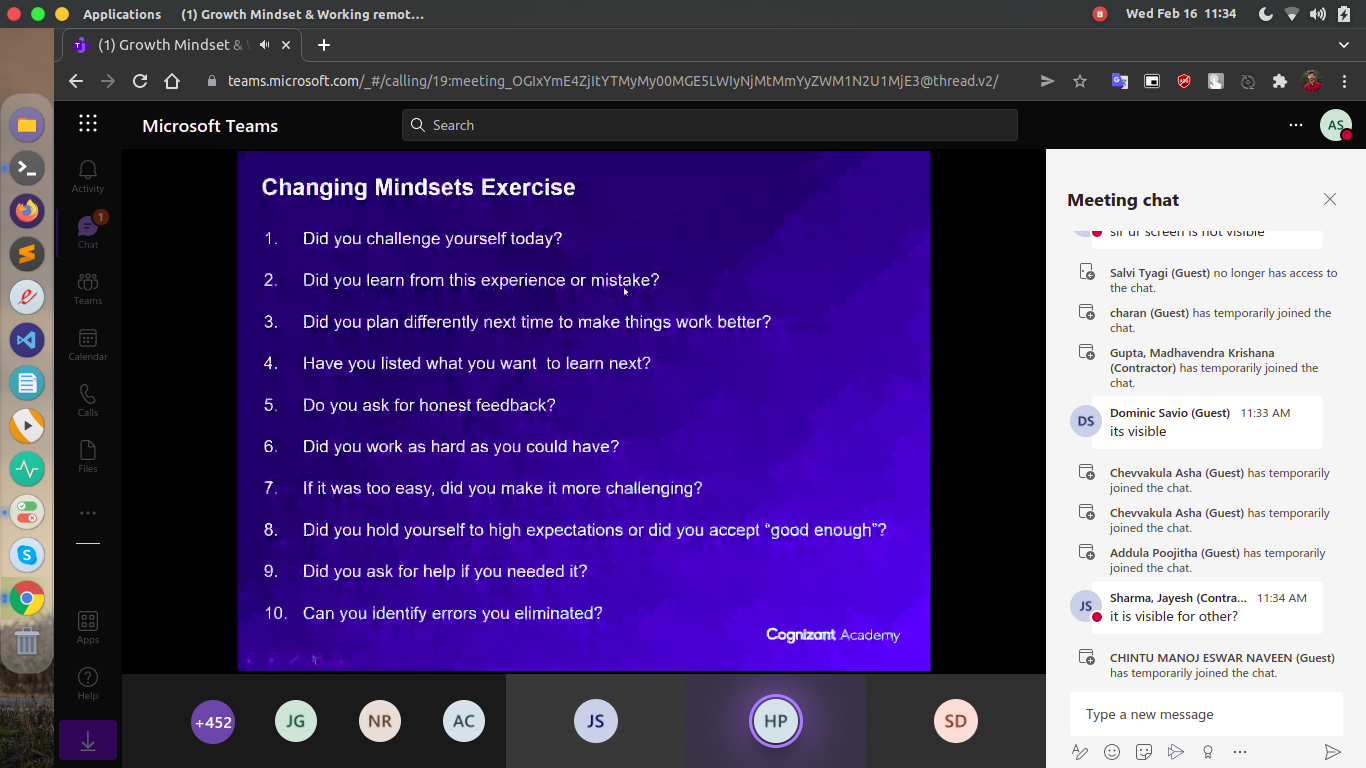 Applications
(1) Growth Mindset & Working remot…
Wed Feb 16 11:34
(1) Growth Mindset &
teams.microsoft.com/_#/calling/19:meeting_OGIxYmE4ZjItYTMyMy00MGE5LWIyNjMtMmYyZWM1N2U1MjE3@thread.v2/
Microsoft Teams
Search
AS
Activity
1
Chat
Teams
Calendar
Calls
Files
Apps
Help
Changing Mindsets Exercise
1. Did you challenge yourself today?
2. Did you learn from this experience or mistake?
3. Did you plan differently next time to make things work better?
4. Have you listed what you want to learn next?
5. Do you ask for honest feedback?
6. Did you work as hard as you could have?
7. If it was too easy, did you make it more challenging?
8. Did you hold yourself to high expectations or did you accept “good enough”?
9. Did you ask for help if you needed it?
10. Can you identify errors you eliminated?
Cognizant Academy
+452
JG
NR
AC
JS
HP
SD
Meeting chat
sir ur screen is not visible
Salvi Tyagi (Guest) no longer has access to
the chat.
charan (Guest) has temporarily joined the
chat.
Gupta, Madhavendra Krishana
(Contractor) has temporarily joined the
chat.
DS
Dominic Savio (Guest) 11:33 AM
its visible
Chevvakula Asha (Guest) has temporarily
joined the chat.
Chevvakula Asha (Guest) has temporarily
joined the chat.
Addula Poojitha (Guest) has temporarily
joined the chat.
JS
Sharma, Jayesh (Contra... 11:34 AM
it is visible for other?
CHINTU MANOJ ESWAR NAVEEN (Guest)
has temporarily joined the chat.
Type a new message